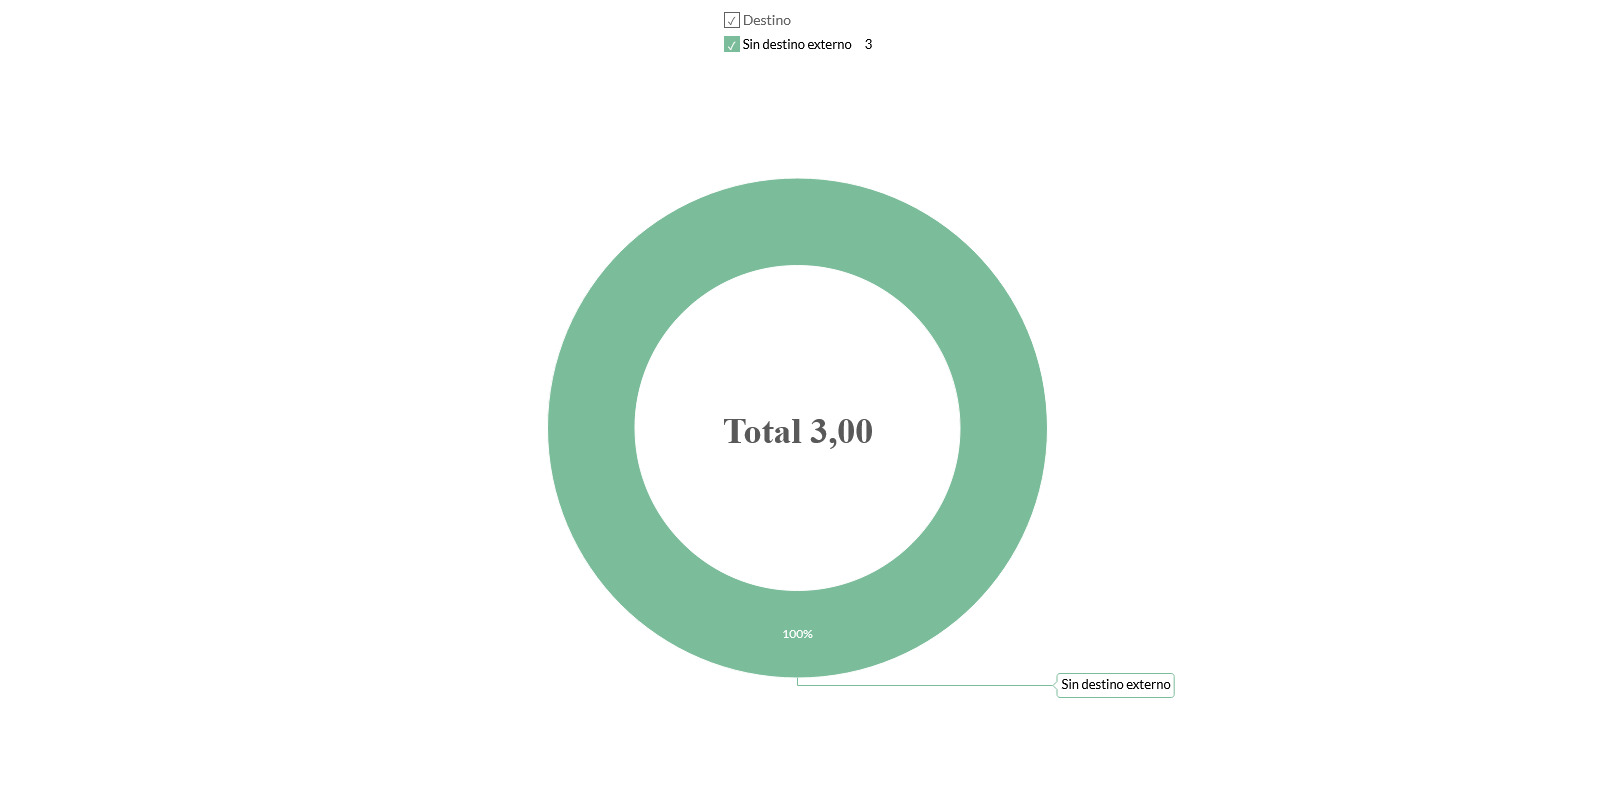 Destino
Sin destino externo 3
Total 3,00
100%
Sin destino externo